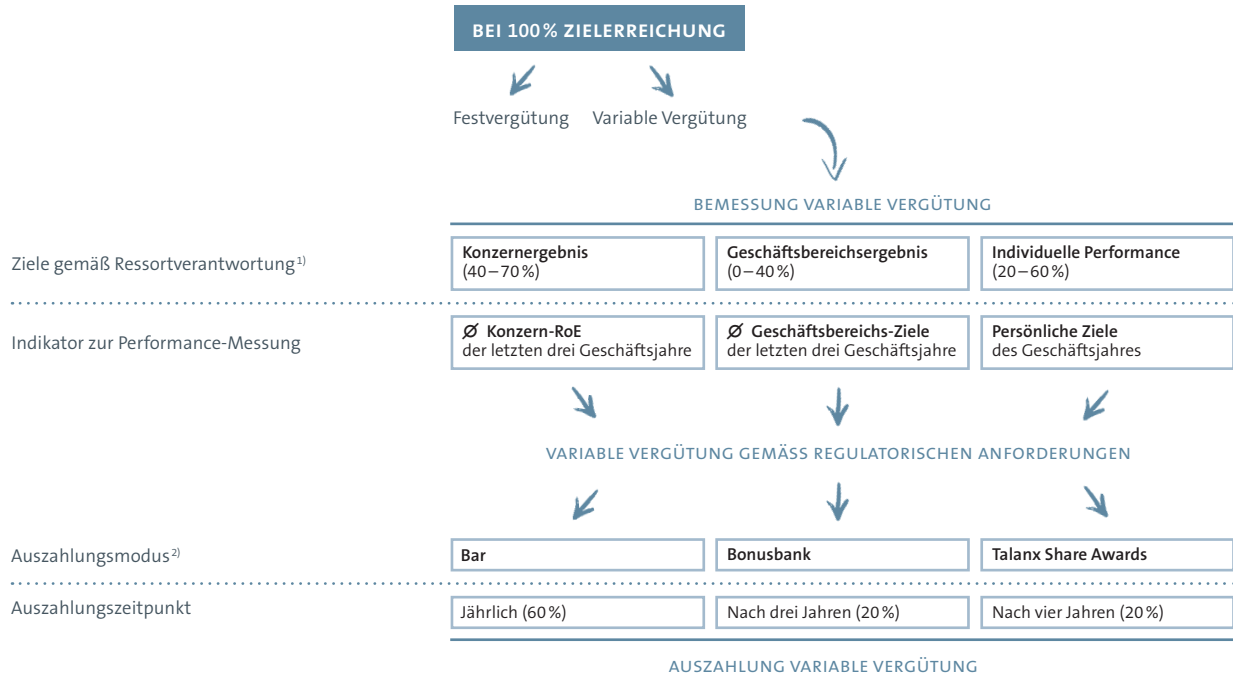 BEI 100 % ZIELERREICHUNG
Festvergütung
Variable Vergütung
BEMESSUNG VARIABLE VERGÜTUNG
Ziele gemäß Ressortverantwortung 1)
Konzernergebnis
(40 – 70 %)
Geschäftsbereichsergebnis
(0 – 40 %)
Individuelle Performance
(20 – 60 %)
Indikator zur Performance-Messung
Ø Konzern-RoE
der letzten drei Geschäftsjahre
Ø Geschäftsbereichs-Ziele
der letzten drei Geschäftsjahre
Persönliche Ziele
des Geschäftsjahres
VARIABLE VERGÜTUNG GEMÄSS REGULATORISCHEN ANFORDERUNGEN
Auszahlungsmodus 2)
Bar
Bonusbank
Talanx Share Awards
Auszahlungszeitpunkt
Jährlich (60 %)
Nach drei Jahren (20 %)
Nach vier Jahren (20 %)
AUSZAHLUNG VARIABLE VERGÜTUNG